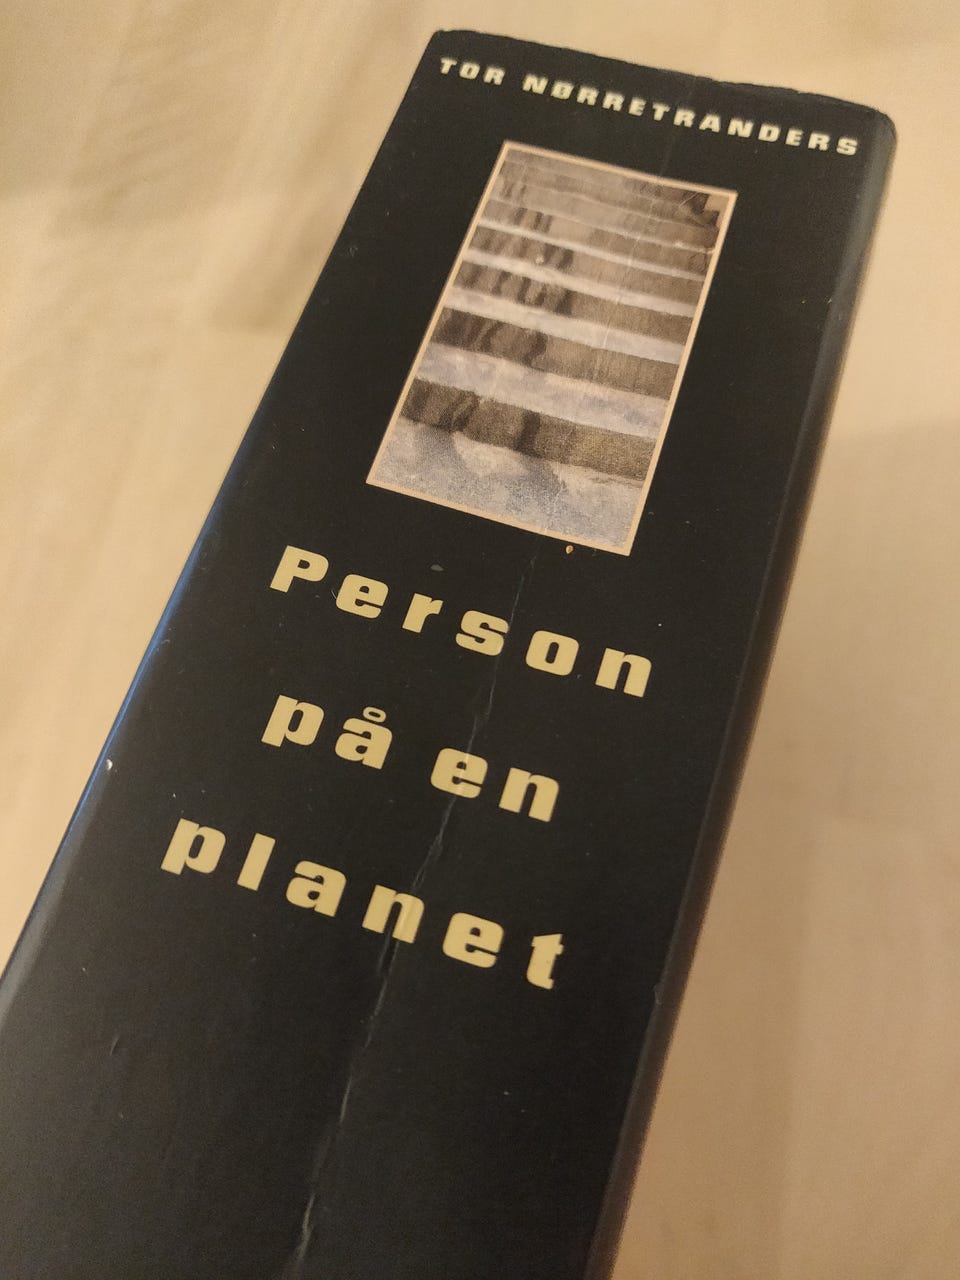 TOR NØRRETRANDERS
Person
på en
planet